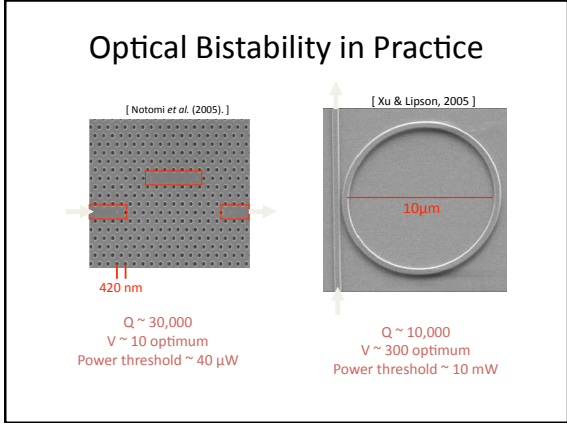 Optical Bistability in Practice
[ Notomi et al. (2005). ]
420 nm
Q ~ 30,000
V ~ 10 optimum
Power threshold ~ 40 µW
[ Xu & Lipson, 2005 ]
10µm
Q ~ 10,000
V ~ 300 optimum
Power threshold ~ 10 mW